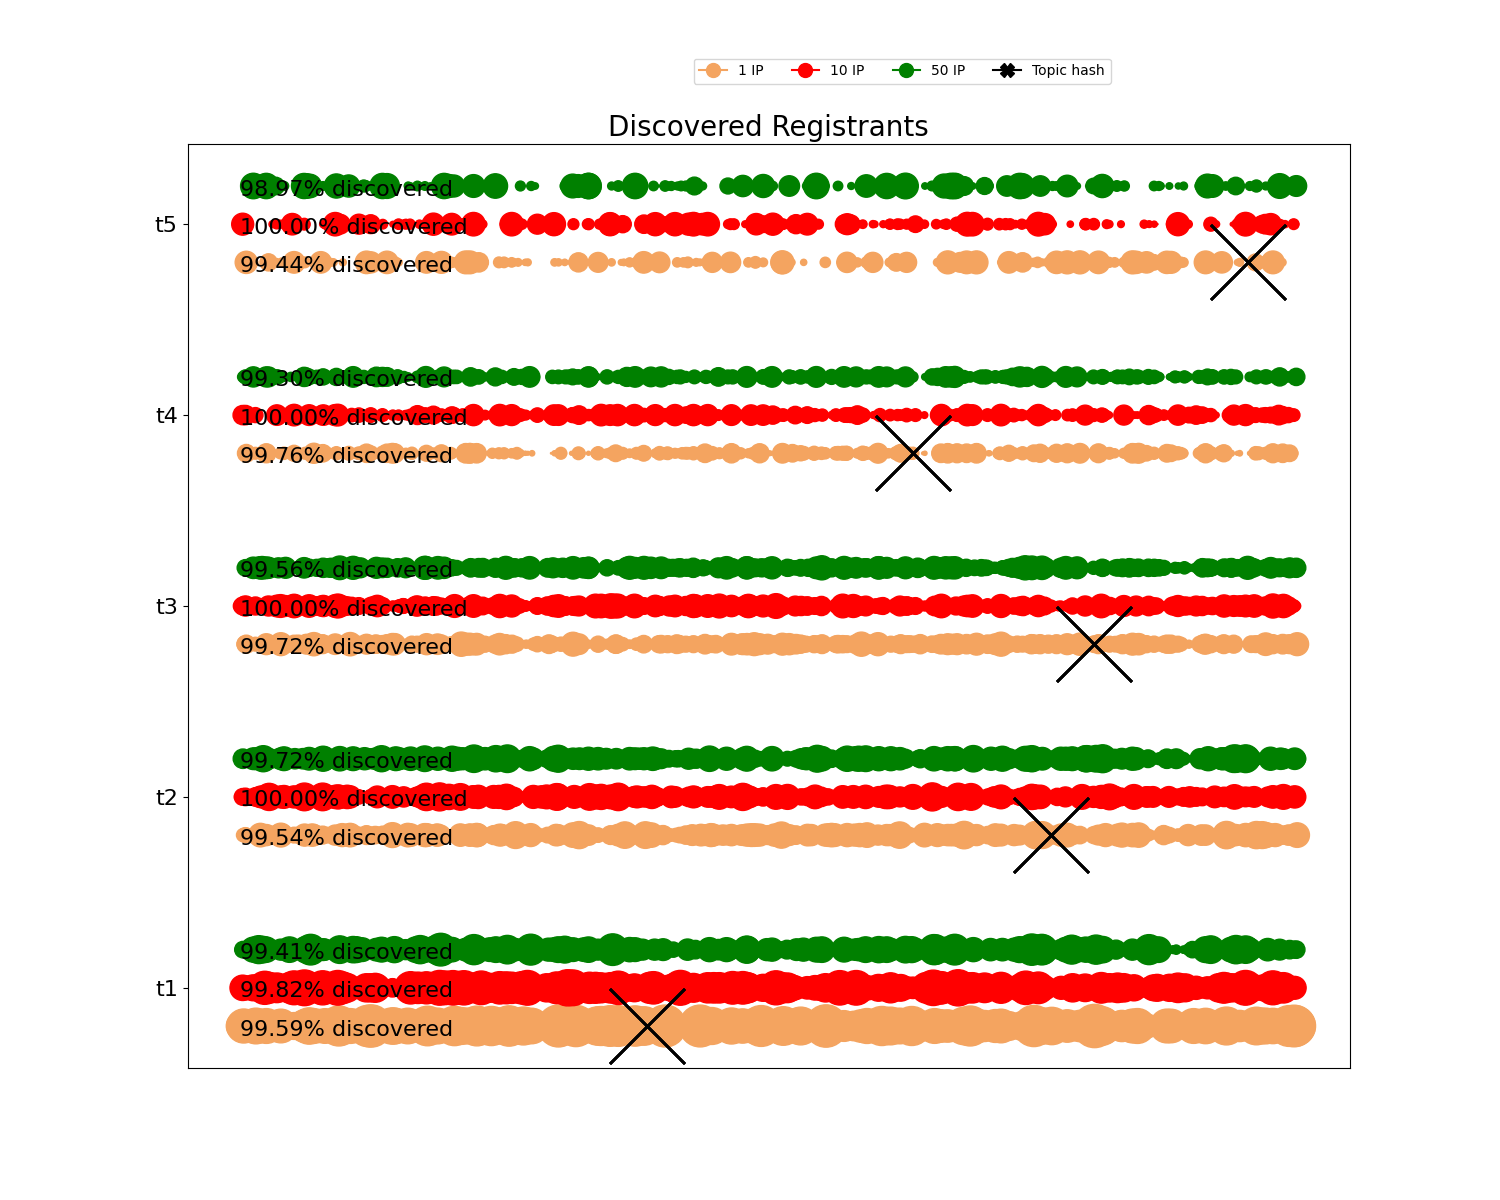 1 IP 10 IP 50 IP Topic hash
Discovered Registrants
98.97% discovered
t5 100.00% discovered
99.44% discovered
99.30% discovered
t4 100.00% discovered
99.76% discovered
99.56% discovered
t3 100.00% discovered
99.72% discovered
99.72% discovered
t2 100.00% discovered
99.54% discovered
99.41% discovered
t1 99.82% discovered
99.59% discovered